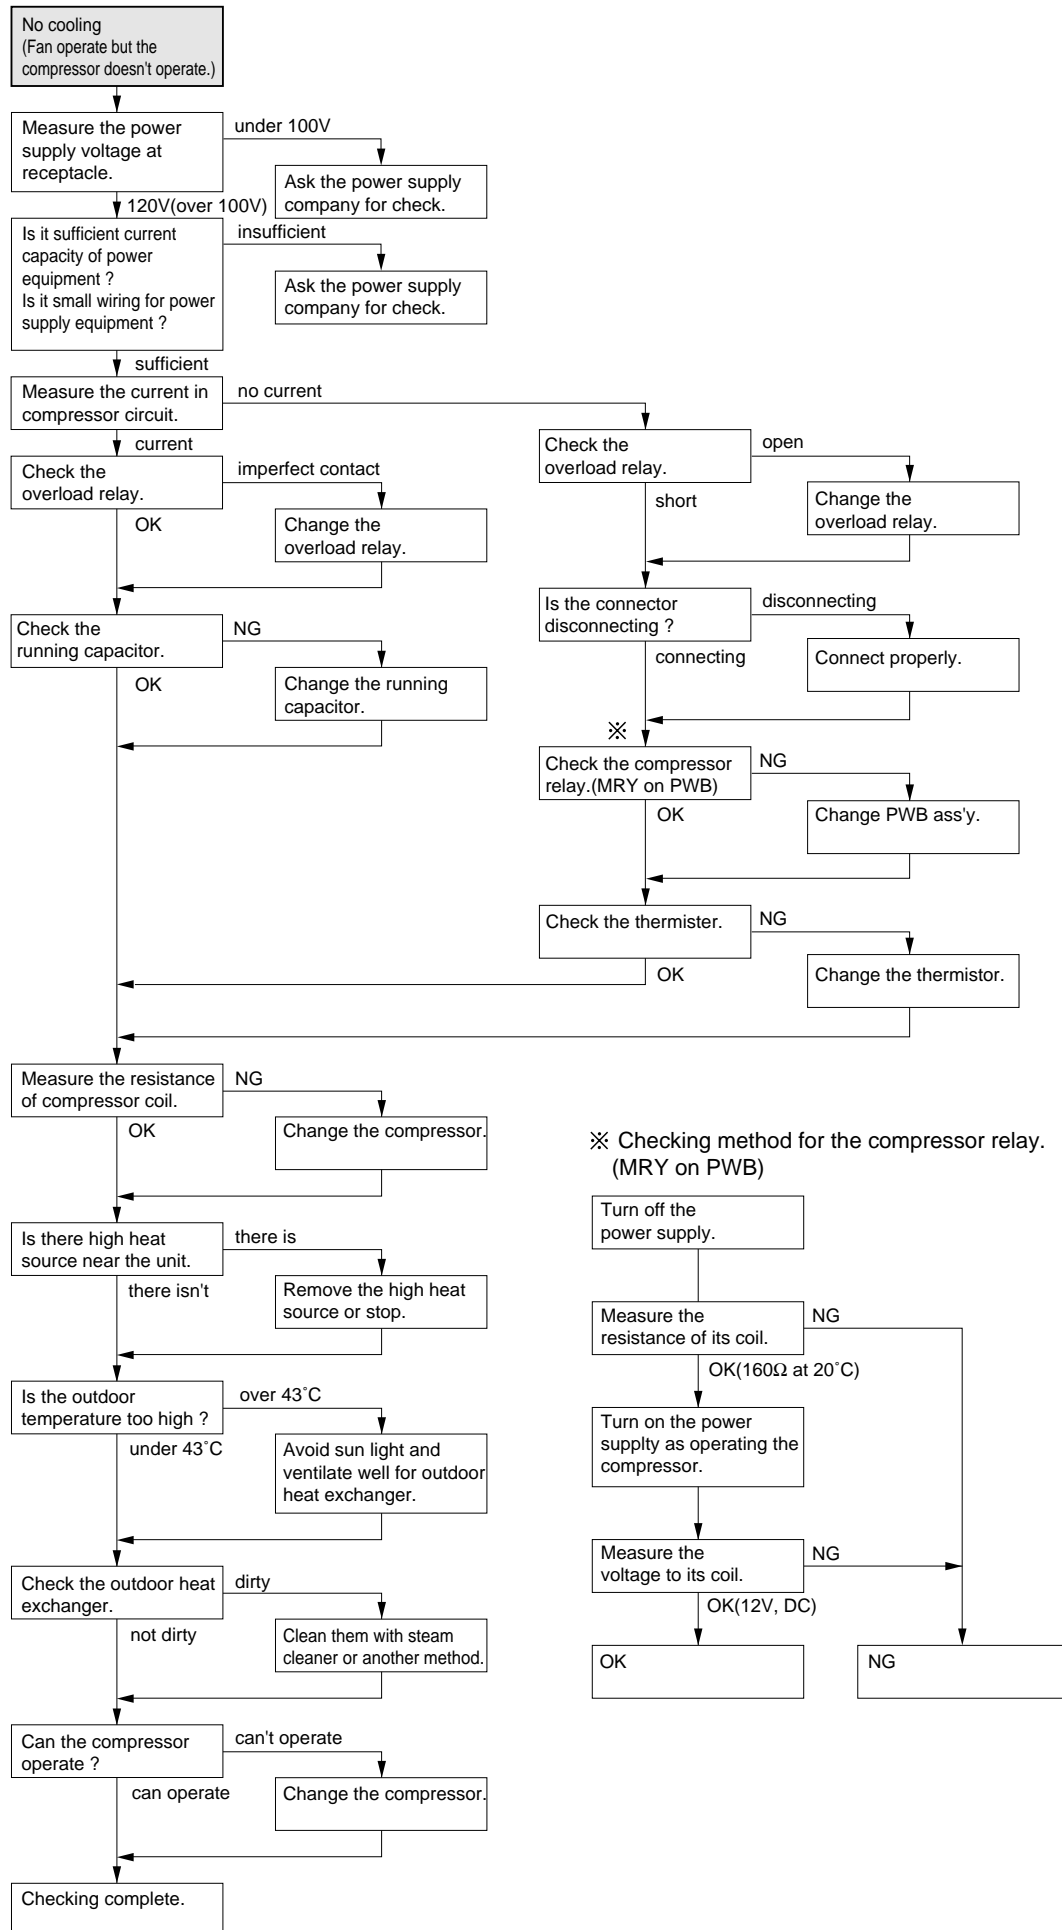 No cooling
(Fan operate but the
compressor doesn't operate.)
Measure the power
supply voltage at
receptacle.
under 100V
Ask the power supply
company for check.
120V(over 100V)
Is it sufficient current
capacity of power
equipment ?
Is it small wiring for power
supply equipment ?
insufficient
Ask the power supply
company for check.
sufficient
Measure the current in
compressor circuit.
no current
current
Check the
overload relay.
imperfect contact
Change the
overload relay.
OK
Check the
running capacitor.
NG
Change the running
capacitor.
OK
Check the
overload relay.
open
Change the
overload relay.
short
Is the connector
disconnecting ?
disconnecting
Connect properly.
connecting
※
Check the compressor
relay.(MRY on PWB)
NG
Change PWB ass'y.
OK
Check the thermister.
NG
Change the thermistor.
OK
Measure the resistance
of compressor coil.
NG
Change the compressor.
OK
Is there high heat
source near the unit.
there is
Remove the high heat
source or stop.
there isn't
Is the outdoor
temperature too high ?
over 43˚C
Avoid sun light and
ventilate well for outdoor
heat exchanger.
under 43˚C
Check the outdoor heat
exchanger.
dirty
Clean them with steam
cleaner or another method.
not dirty
Can the compressor
operate ?
can't operate
Change the compressor.
can operate
Checking complete.
※ Checking method for the compressor relay.
(MRY on PWB)
Turn off the
power supply.
Measure the
resistance of its coil.
NG
OK(160Ω at 20˚C)
Turn on the power
supplty as operating the
compressor.
Measure the
voltage to its coil.
NG
OK(12V, DC)
OK
NG